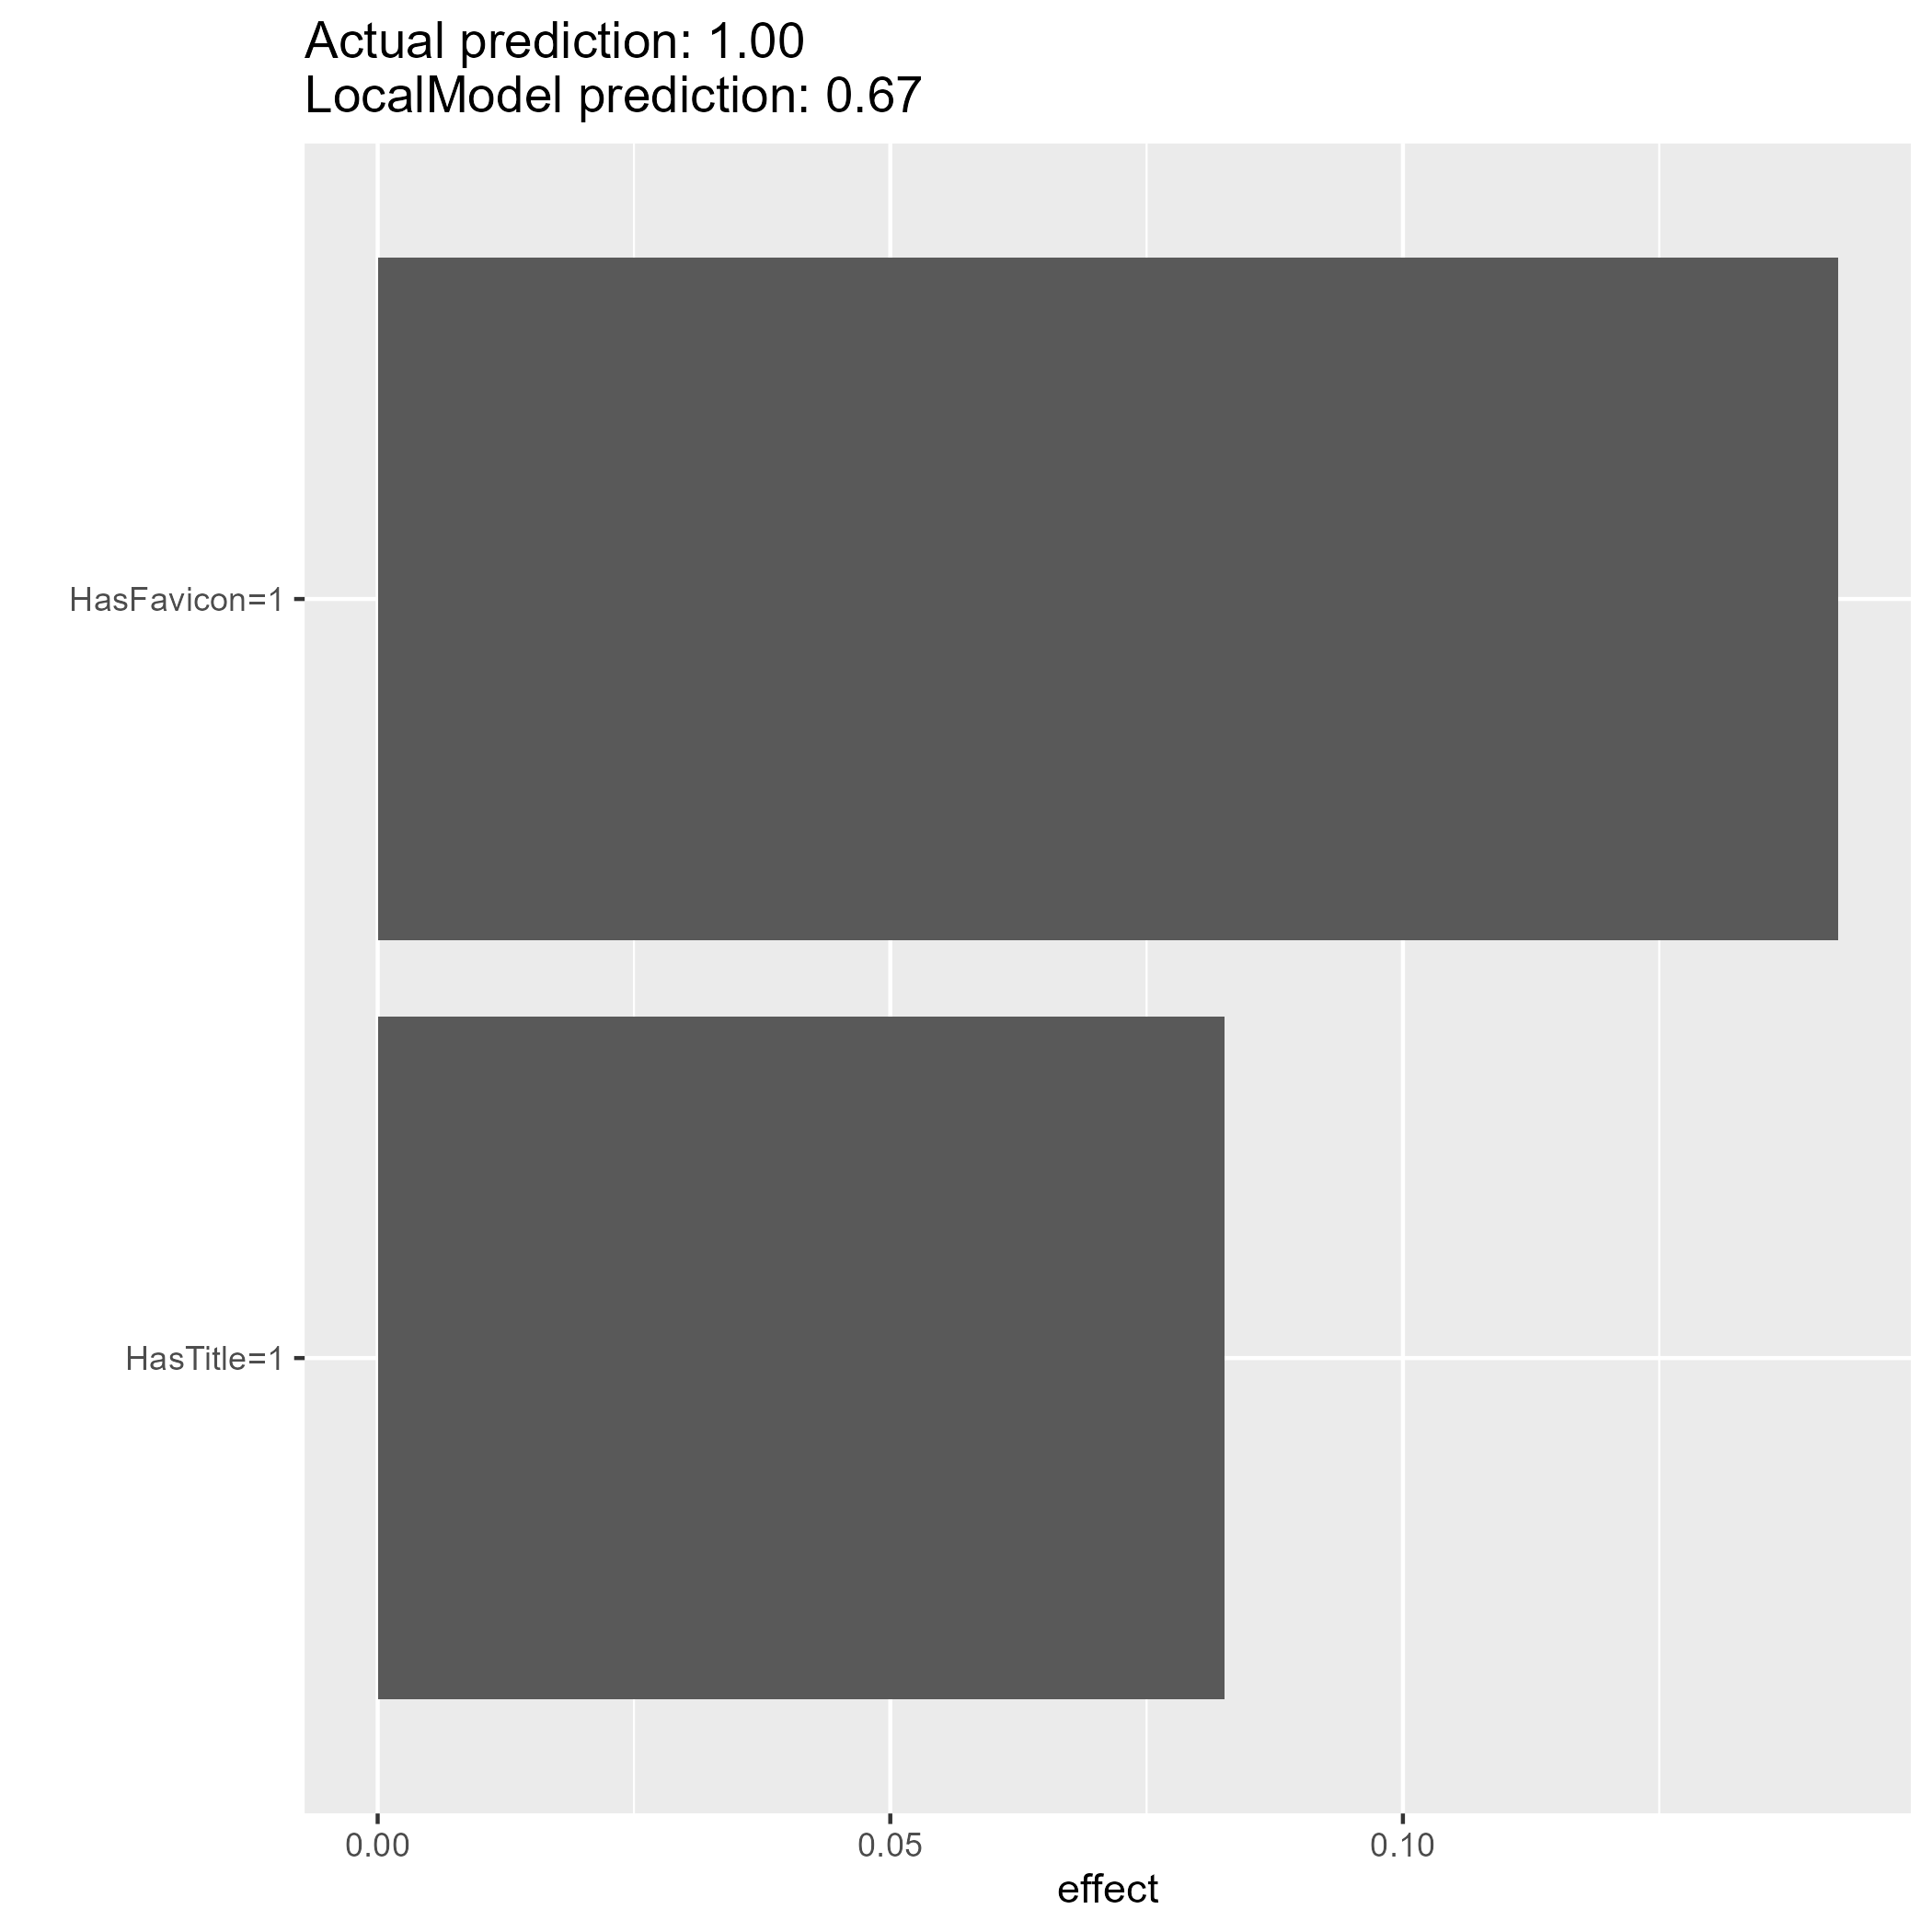 Actual prediction: 1.00
LocalModel prediction: 0.67
HasFavicon=1
HasTitle=1
0.00
0.05
0.10
effect